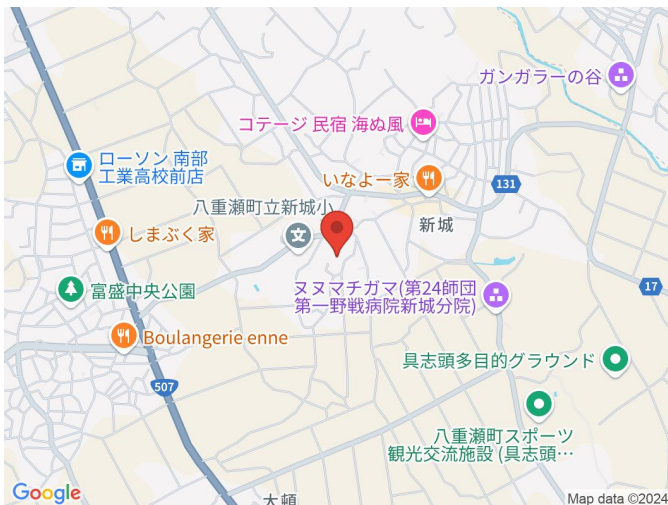 ガンガラーの谷
コテージ 民宿 海ぬ風
ローソン 南部
工業高校前店
いなよー家
131
八重瀬町立新城小
文
新城
しまぶく家
富盛中央公園
ヌヌマチガマ(第24師団
第一野戦病院新城分院)
17
Boulangerie enne
具志頭多目的グラウンド
507
八重瀬町スポーツ
観光交流施設 (具志頭…
大頓
Google
Map data ©2024